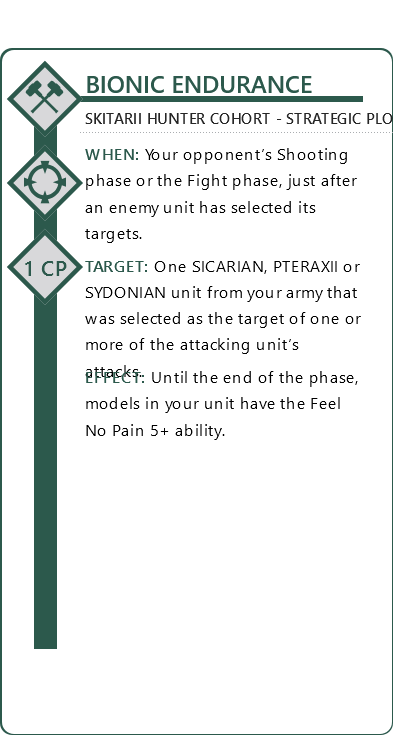 BIONIC ENDURANCE
SKITARII HUNTER COHORT - STRATEGIC PLO
WHEN: Your opponent's Shooting
phase or the Fight phase, just after
an enemy unit has selected its
targets.
1 CP
TARGET: One SICARIAN, PTERAXII or
SYDONIAN unit from your army that
was selected as the target of one or
more of the attacking unit's
attacks.
EFFECT: Until the end of the phase,
models in your unit have the Feel
No Pain 5+ ability.